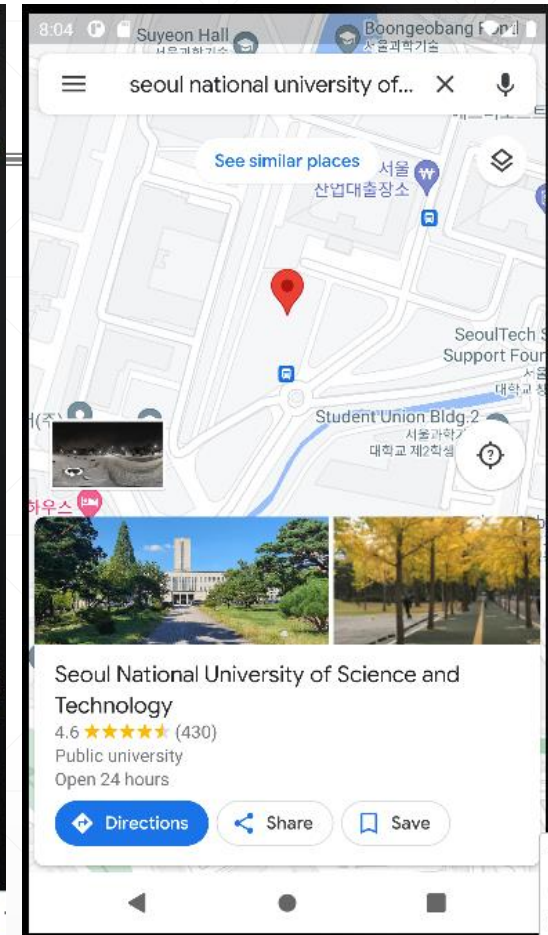 8:04
Suyeon Hall
Boongeobang
서울과학기술
seoul national university of...
See similar places
서울
산업대출장소
SeoulTech
Support
Student Union Bldg.2
대학교 제2학생
하우스
Seoul National University of Science and
Technology
4.6 (430)
Public university
Open 24 hours
Directions
Share
Save